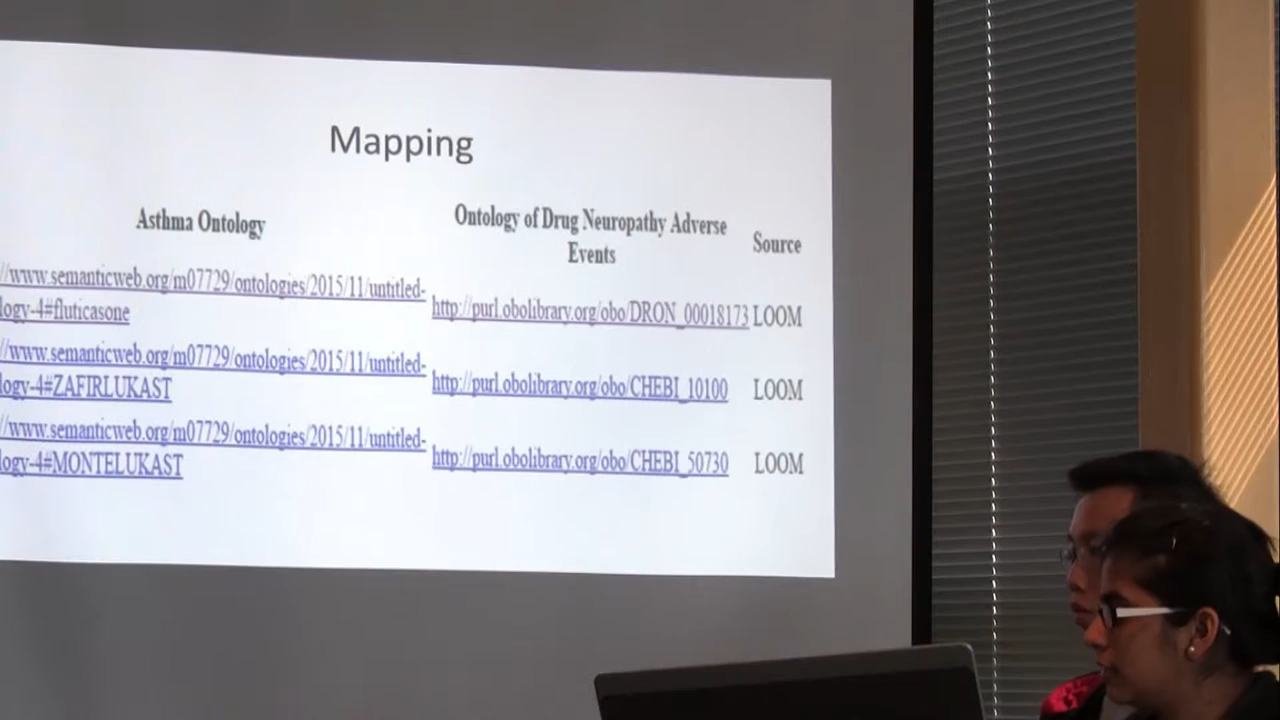 Mapping
Asthma Ontology
Ontology of Drug Neuropathy Adverse
Events
Source
//www.semanticweb.org/m07729/ontologies/2015/11/untitled-
logy-4#fluticasone
http://purl.obolibrary.org/obo/DRON_00018173
LOOM
//www.semanticweb.org/m07729/ontologies/2015/11/untitled-
logy-4#ZAFIRLUKAST
http://purl.obolibrary.org/obo/CHEBI_10100
LOOM
//www.semanticweb.org/m07729/ontologies/2015/11/untitled-
logy-4#MONTELUKAST
http://purl.obolibrary.org/obo/CHEBI_50730
LOOM